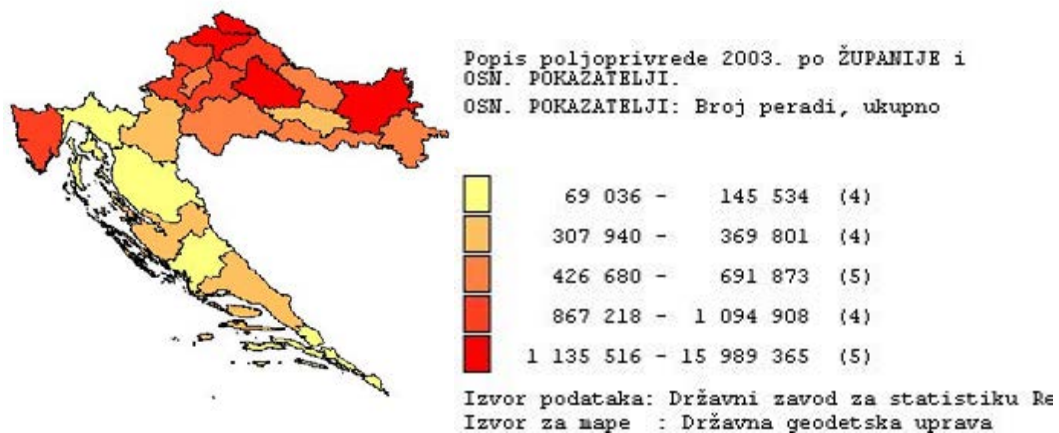 Popis poljoprivrede 2003. po ŽUPANIJE i
OSN. POKAZATELJI.
OSN. POKAZATELJI: Broj peradi, ukupno
69 036 - 145 534 (4)
307 940 - 369 801 (4)
426 680 - 691 873 (5)
867 218 - 1 094 908 (4)
1 135 516 - 15 989 365 (5)
Izvor podataka: Državni zavod za statistiku Re
Izvor za mape : Državna geodetska uprava